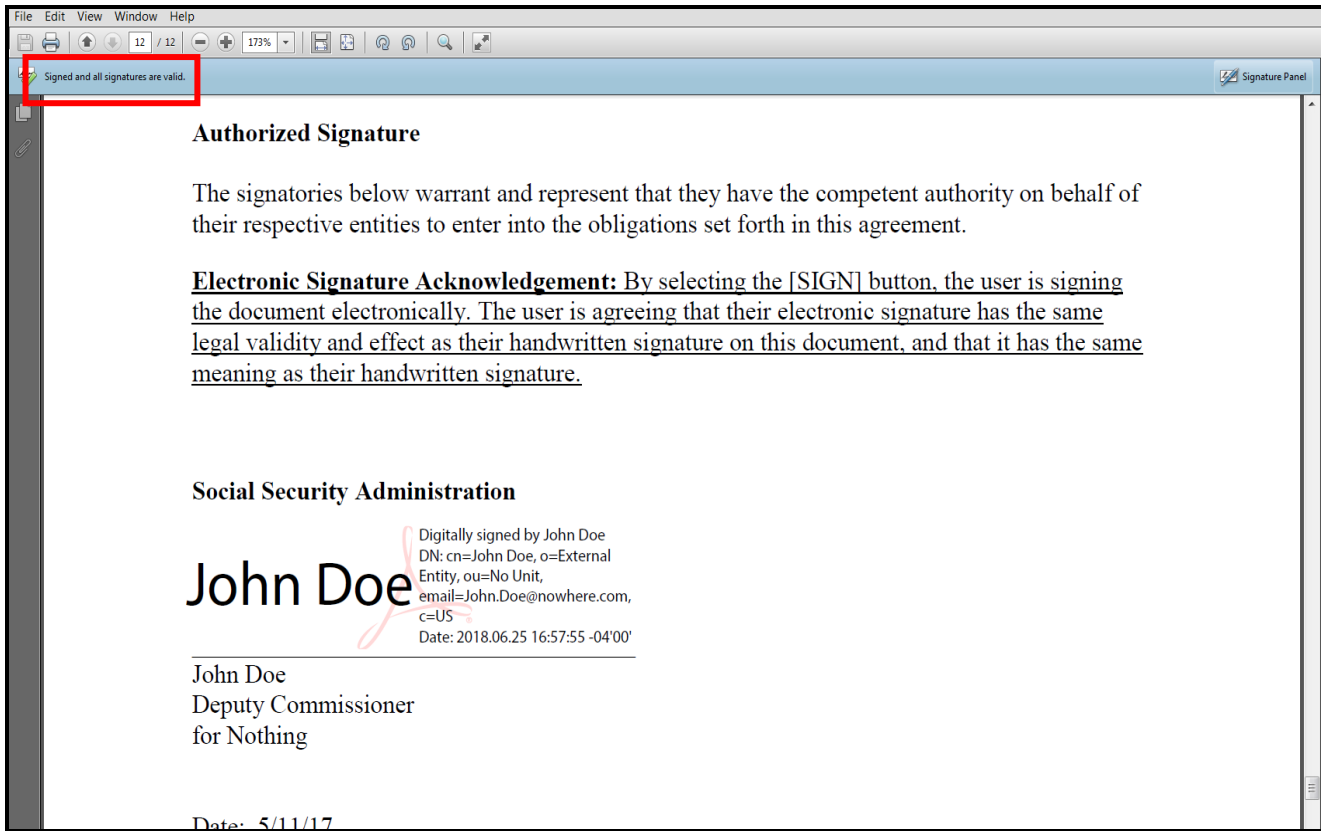 File Edit View Window Help
12 / 12 173%
Signed and all signatures are valid.
Signature Panel
Authorized Signature
The signatories below warrant and represent that they have the competent authority on behalf of
their respective entities to enter into the obligations set forth in this agreement.
Electronic Signature Acknowledgement: By selecting the [SIGN] button, the user is signing
the document electronically. The user is agreeing that their electronic signature has the same
legal validity and effect as their handwritten signature on this document, and that it has the same
meaning as their handwritten signature.
Social Security Administration
John Doe
Digitally signed by John Doe
DN: cn=John Doe, o=External
Entity, ou=No Unit,
email=John.Doe@nowhere.com,
c=US
Date: 2018.06.25 16:57:55 -04'00'
John Doe
Deputy Commissioner
for Nothing
Date: 5/11/17